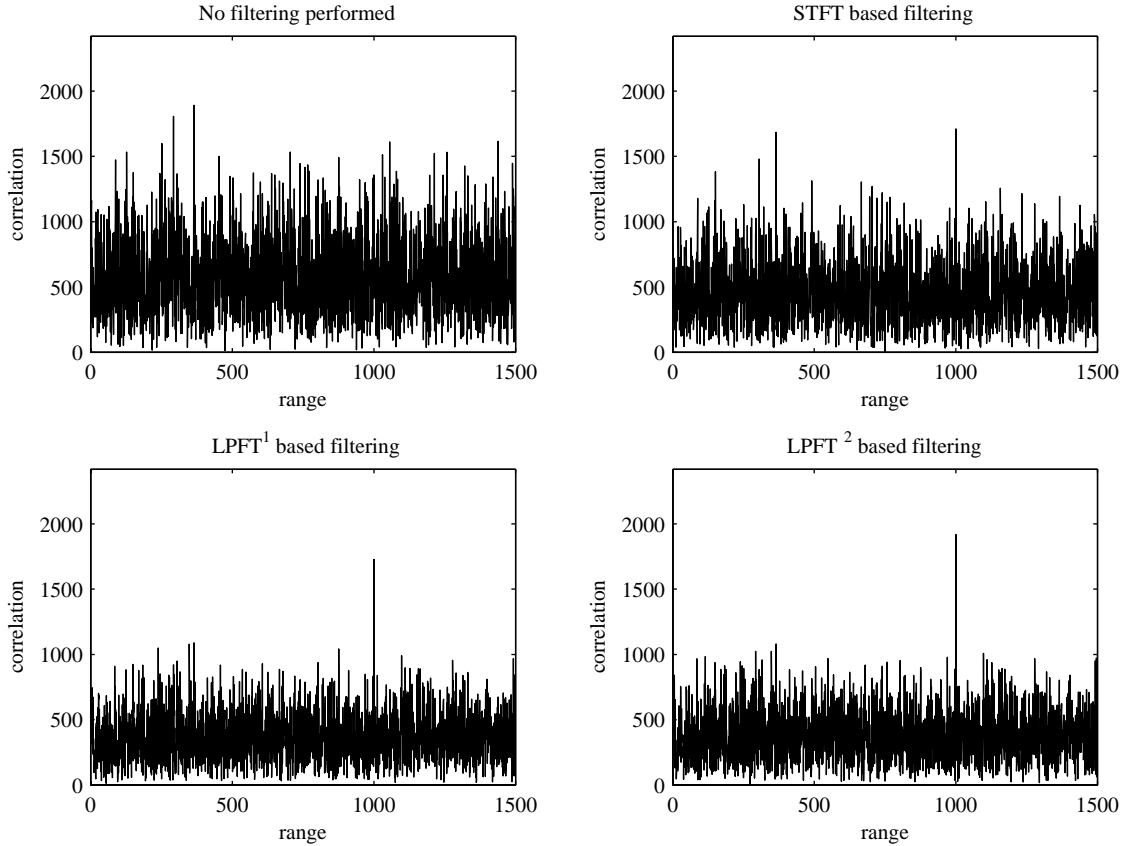 No filtering performed
2000
1500
1000
500
0
correlation
0 500 1000 1500
range
STFT based filtering
2000
1500
1000
500
0
correlation
0 500 1000 1500
range
LPFT¹ based filtering
2000
1500
1000
500
0
correlation
0 500 1000 1500
range
LPFT ² based filtering
2000
1500
1000
500
0
correlation
0 500 1000 1500
range